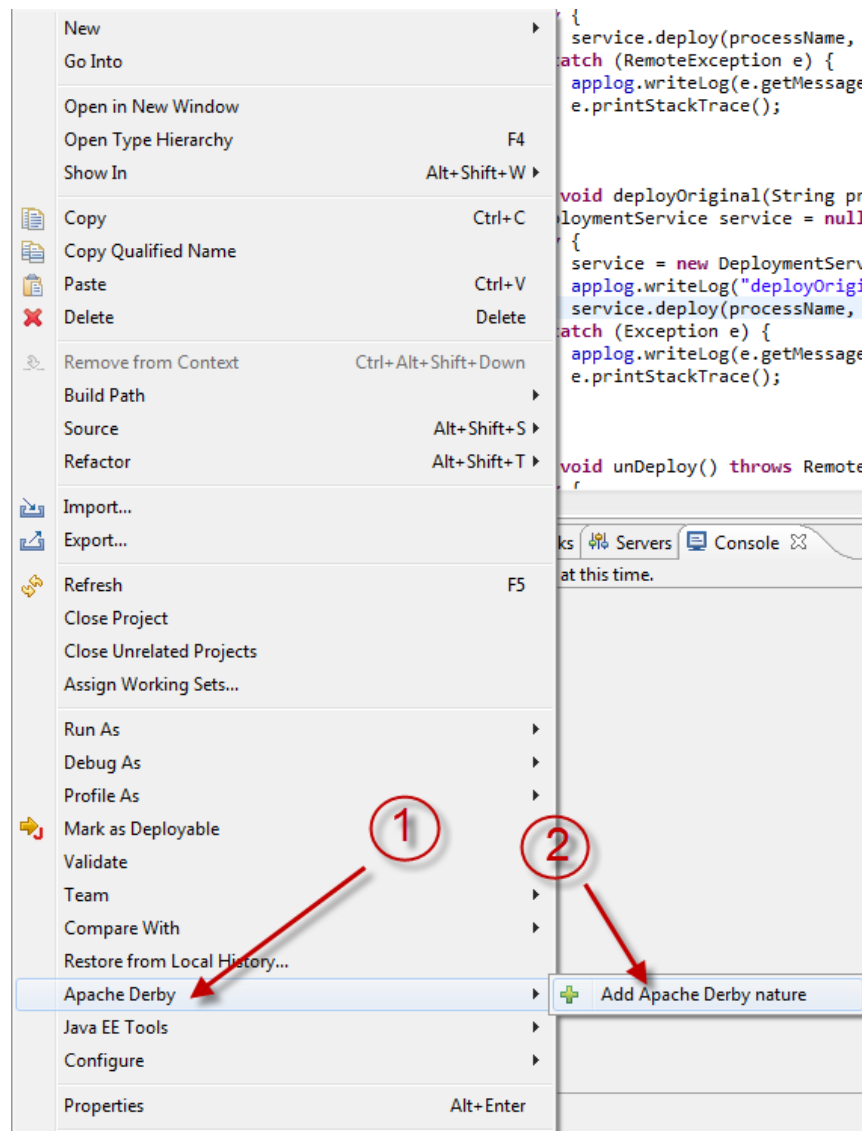 New
Go Into
Open in New Window
Open Type Hierarchy F4
Show In Alt+Shift+W
Copy Ctrl+C
Copy Qualified Name
Paste Ctrl+V
Delete Delete
Remove from Context Ctrl+Alt+Shift+Down
Build Path
Source Alt+Shift+S
Refactor Alt+Shift+T
Import...
Export...
Refresh F5
Close Project
Close Unrelated Projects
Assign Working Sets...
Run As
Debug As
Profile As
Mark as Deployable
Validate
Team
Compare With
Restore from Local History...
Apache Derby
Java EE Tools
Configure
Properties Alt+Enter
1
2
Add Apache Derby nature
{
service.deploy(processName,
atch (RemoteException e) {
applog.writeLog(e.getMessage
e.printStackTrace();
void deployOriginal(String pr
loymentService service = null
{
service = new DeploymentServ
applog.writeLog("deployOrigi
service.deploy(processName,
atch (Exception e) {
applog.writeLog(e.getMessage
e.printStackTrace();
void unDeploy() throws Remote
{
ks Servers Console
at this time.